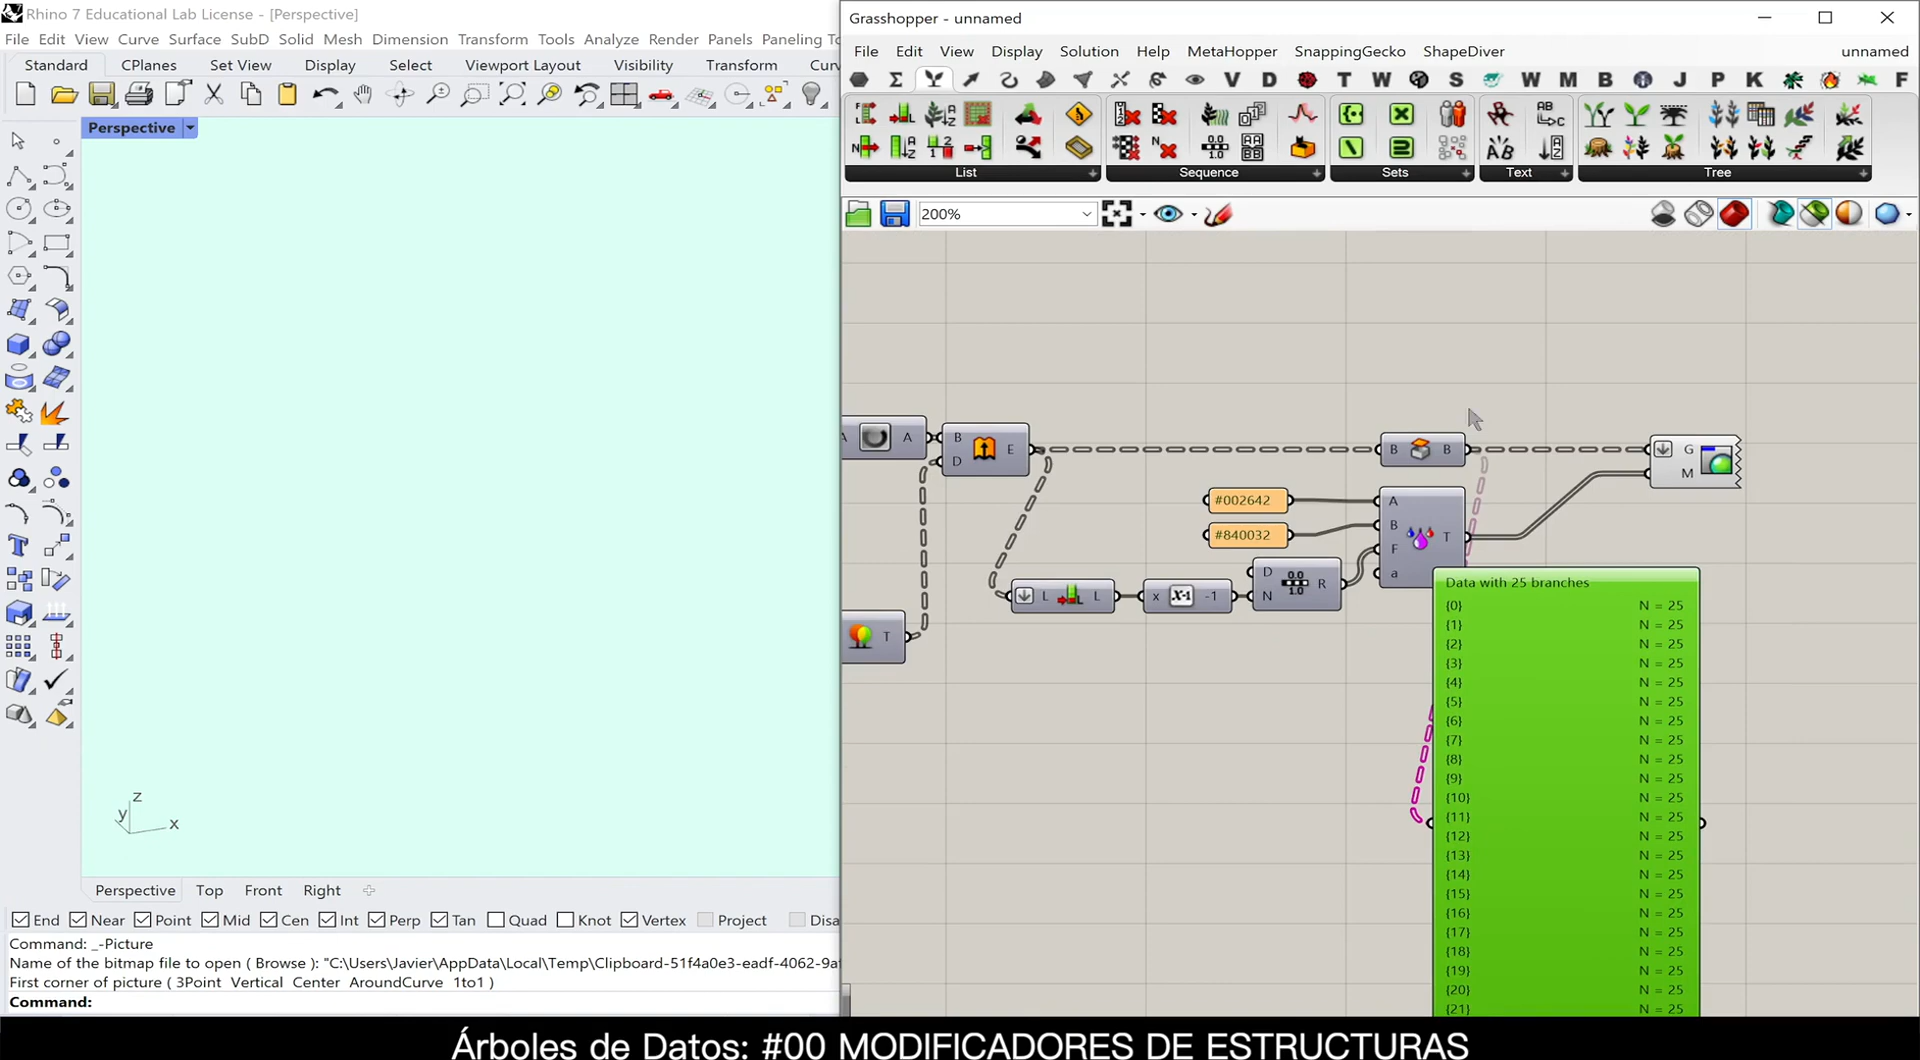 Rhino 7 Educational Lab License - [Perspective]
File Edit View Curve Surface SubD Solid Mesh Dimension Transform Tools Analyze Render Panels Paneling
Standard CPlanes Set View Display Select Viewport Layout Visibility Transform
Perspective
z
y
x
Perspective Top Front Right
End Near Point Mid Cen Int Perp Tan Quad Knot Vertex Project
Command: _-Picture
Name of the bitmap file to open ( Browse ): "C:\Users\Javier\AppData\Local\Temp\Clipboard-51f4a0e3-eadf-4062-9a
First corner of picture ( 3Point Vertical Center AroundCurve 1to1 )
Command:
Grasshopper - unnamed
File Edit View Display Solution Help MetaHopper SnappingGecko ShapeDiver unnamed
V D T W S W M B J P K F
List Sequence Sets Text Tree
200%
A A B D E
B B
G M
#002642
#840032
A B F a T
L L
x X-1 -1
D N 0.0 1.0 R
T
Data with 25 branches
{0} N = 25
{1} N = 25
{2} N = 25
{3} N = 25
{4} N = 25
{5} N = 25
{6} N = 25
{7} N = 25
{8} N = 25
{9} N = 25
{10} N = 25
{11} N = 25
{12} N = 25
{13} N = 25
{14} N = 25
{15} N = 25
{16} N = 25
{17} N = 25
{18} N = 25
{19} N = 25
{20} N = 25
{21} N = 25
Árboles de Datos: #00 MODIFICADORES DE ESTRUCTURAS